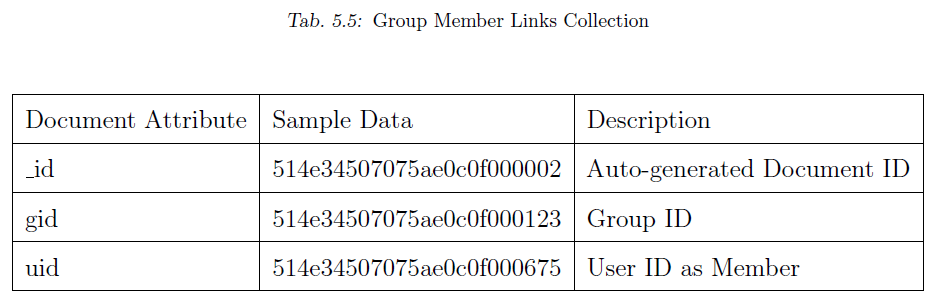 Tab. 5.5: Group Member Links Collection
Document Attribute Sample Data Description
_id 514e34507075ae0c0f000002 Auto-generated Document ID
gid 514e34507075ae0c0f000123 Group ID
uid 514e34507075ae0c0f000675 User ID as Member